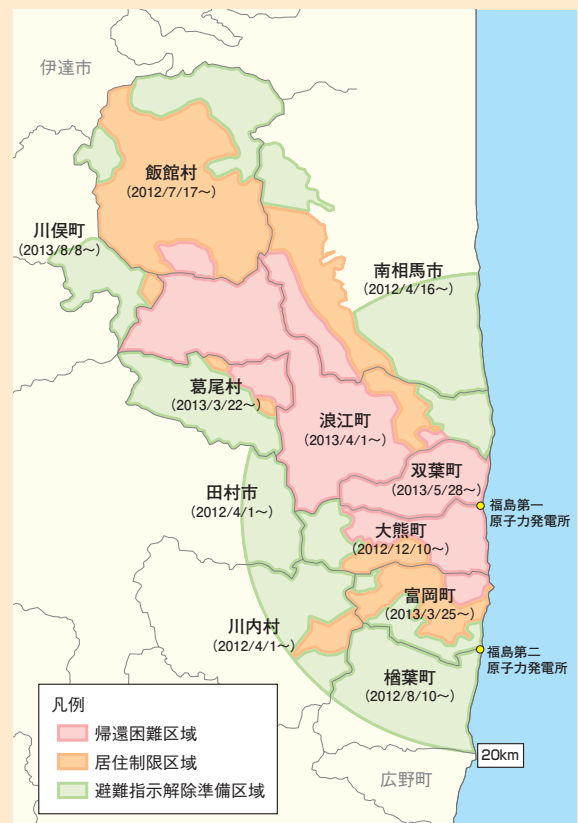 伊達市
飯館村
(2012/7/17～)
川俣町
(2013/8/8～)
南相馬市
(2012/4/16～)
葛尾村
(2013/3/22～)
浪江町
(2013/4/1～)
双葉町
(2013/5/28～)
福島第一
原子力発電所
田村市
(2012/4/1～)
大熊町
(2012/12/10～)
富岡町
(2013/3/25～)
川内村
(2012/4/1～)
福島第二
原子力発電所
楢葉町
(2012/8/10～)
凡例
帰還困難区域
居住制限区域
避難指示解除準備区域
20km
広野町